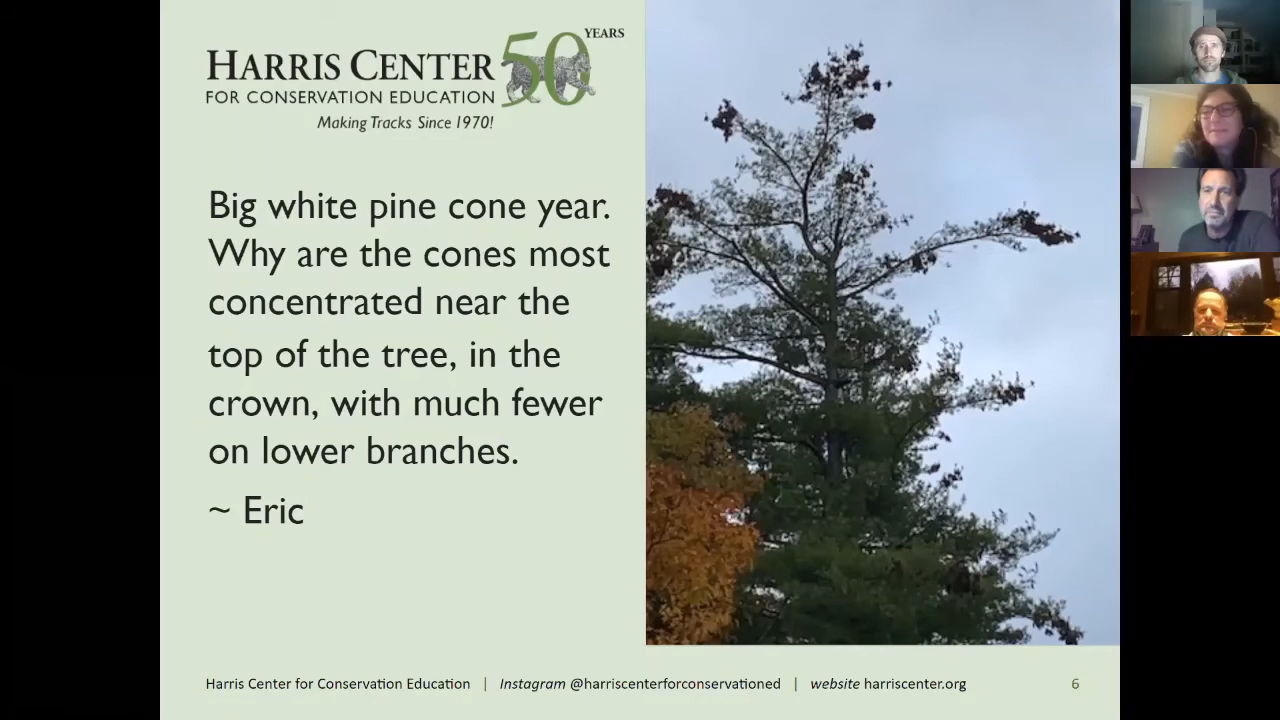 HARRIS CENTER 50 YEARS
FOR CONSERVATION EDUCATION
Making Tracks Since 1970!
Big white pine cone year.
Why are the cones most
concentrated near the
top of the tree, in the
crown, with much fewer
on lower branches.
~ Eric
Harris Center for Conservation Education | Instagram @harriscenterforconservationed | website harriscenter.org 6